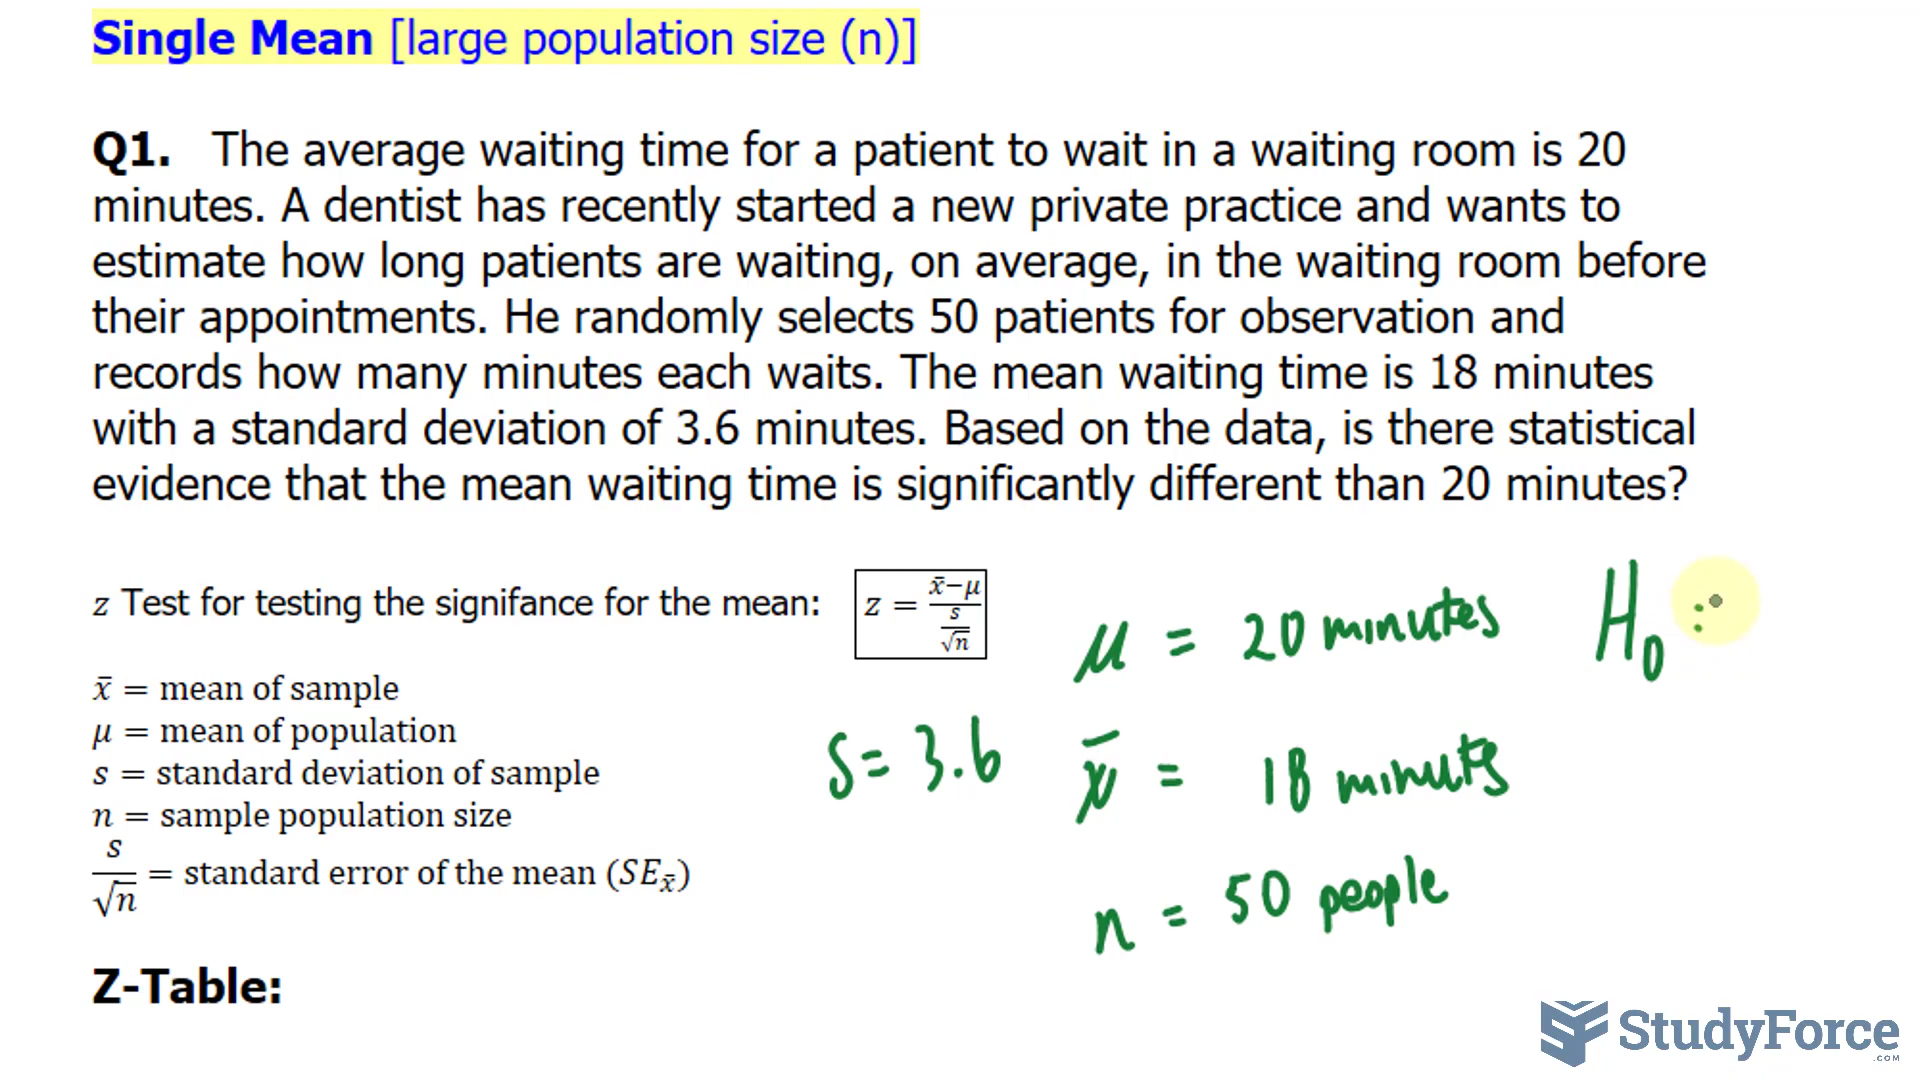 Single Mean [large population size (n)]
Q1. The average waiting time for a patient to wait in a waiting room is 20
minutes. A dentist has recently started a new private practice and wants to
estimate how long patients are waiting, on average, in the waiting room before
their appointments. He randomly selects 50 patients for observation and
records how many minutes each waits. The mean waiting time is 18 minutes
with a standard deviation of 3.6 minutes. Based on the data, is there statistical
evidence that the mean waiting time is significantly different than 20 minutes?
z Test for testing the signifance for the mean: z = (x̄−μ)/(s/√n)
μ = 20 minutes
H₀ :
x̄ = mean of sample
μ = mean of population
s = standard deviation of sample
n = sample population size
s/√n = standard error of the mean (SEx̄)
s = 3.6
x̄ = 18 minutes
n = 50 people
Z-Table:
StudyForce
.COM